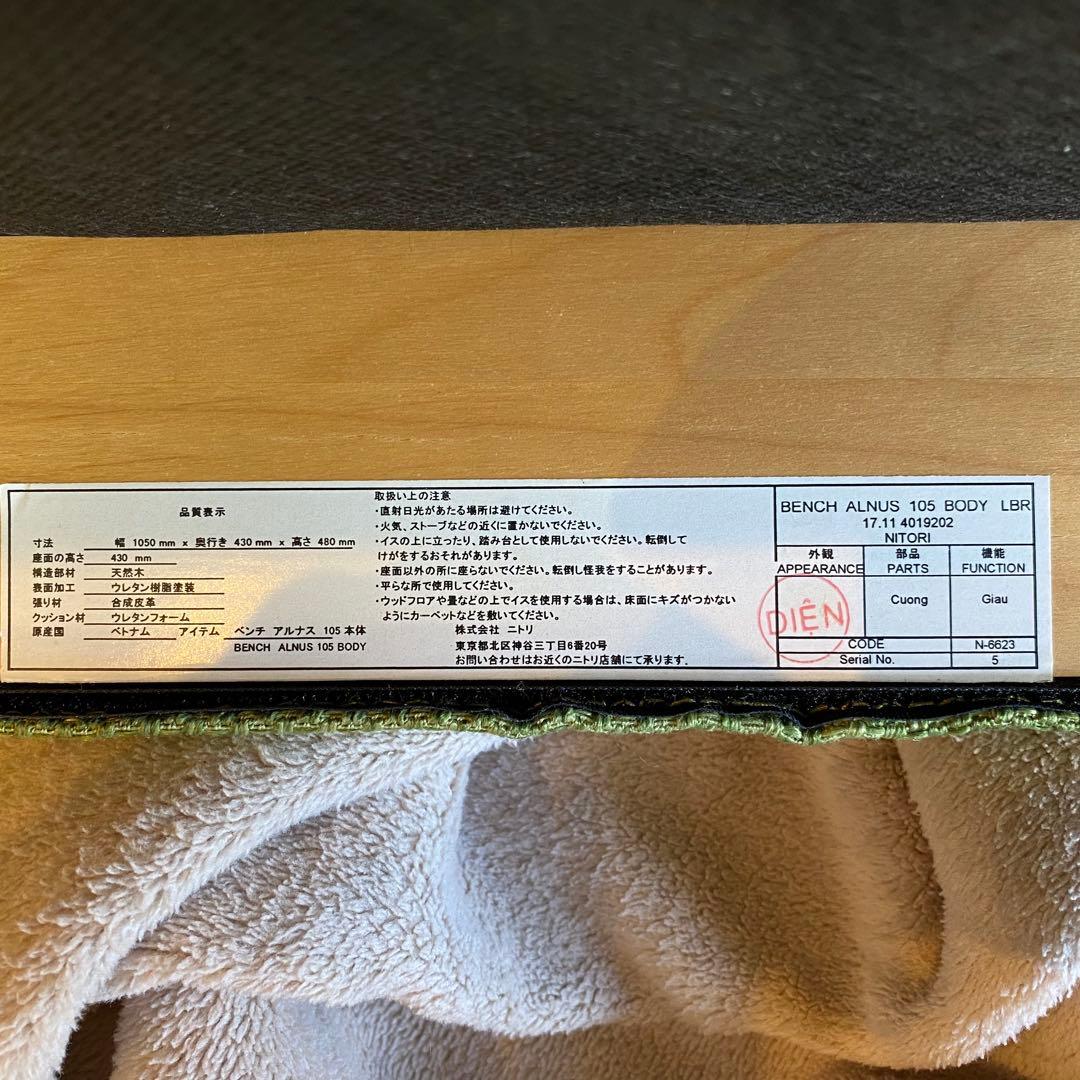 品質表示
寸法 幅 1050 mm x 奥行き 430 mm x 高さ 480 mm
座面の高さ 430 mm
構造部材 天然木
表面加工 ウレタン樹脂塗装
張り材 合成皮革
クッション材 ウレタンフォーム
原産国 ベトナム アイテム ベンチ アルナス 105 本体
BENCH ALNUS 105 BODY
取扱い上の注意
・直射日光があたる場所は避けてください。
・火気、ストーブなどの近くに置かないでください。
・イスの上に立ったり、踏み台として使用しないでください。転倒して
けがをするおそれがあります。
・座面以外の所に座らないでください。転倒し怪我をすることがあります。
・平らな所で使用してください。
・ウッドフロアや畳などの上でイスを使用する場合は、床面にキズがつかない
ようにカーペットなどを敷いてください。
株式会社 ニトリ
東京都北区神谷三丁目6番20号
お問い合わせはお近くのニトリ店舗にて承ります。
BENCH ALNUS 105 BODY LBR
17.11 4019202
NITORI
外観 部品 機能
APPEARANCE PARTS FUNCTION
DIỆN Cuong Giau
CODE N-6623
Serial No. 5